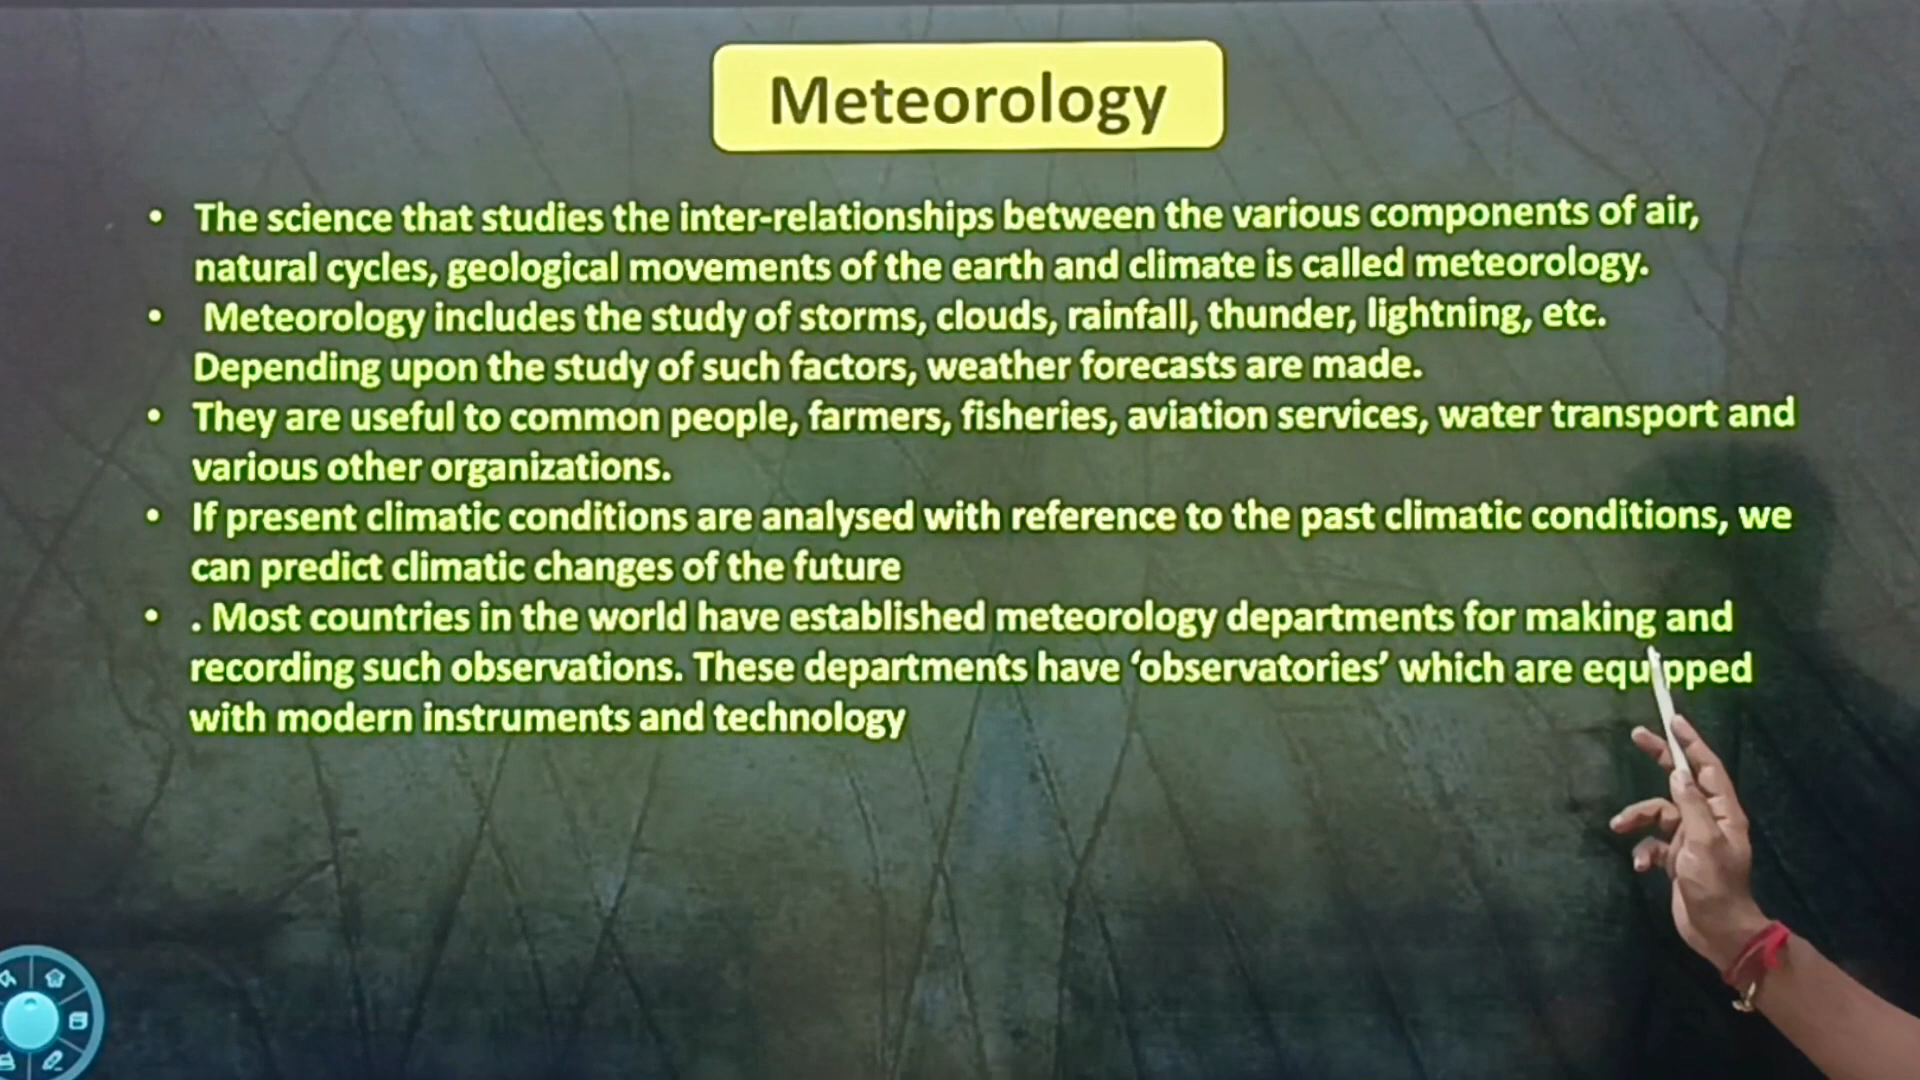 Meteorology
• The science that studies the inter-relationships between the various components of air,
natural cycles, geological movements of the earth and climate is called meteorology.
• Meteorology includes the study of storms, clouds, rainfall, thunder, lightning, etc.
Depending upon the study of such factors, weather forecasts are made.
• They are useful to common people, farmers, fisheries, aviation services, water transport and
various other organizations.
• If present climatic conditions are analysed with reference to the past climatic conditions, we
can predict climatic changes of the future
• . Most countries in the world have established meteorology departments for making and
recording such observations. These departments have ‘observatories’ which are equipped
with modern instruments and technology